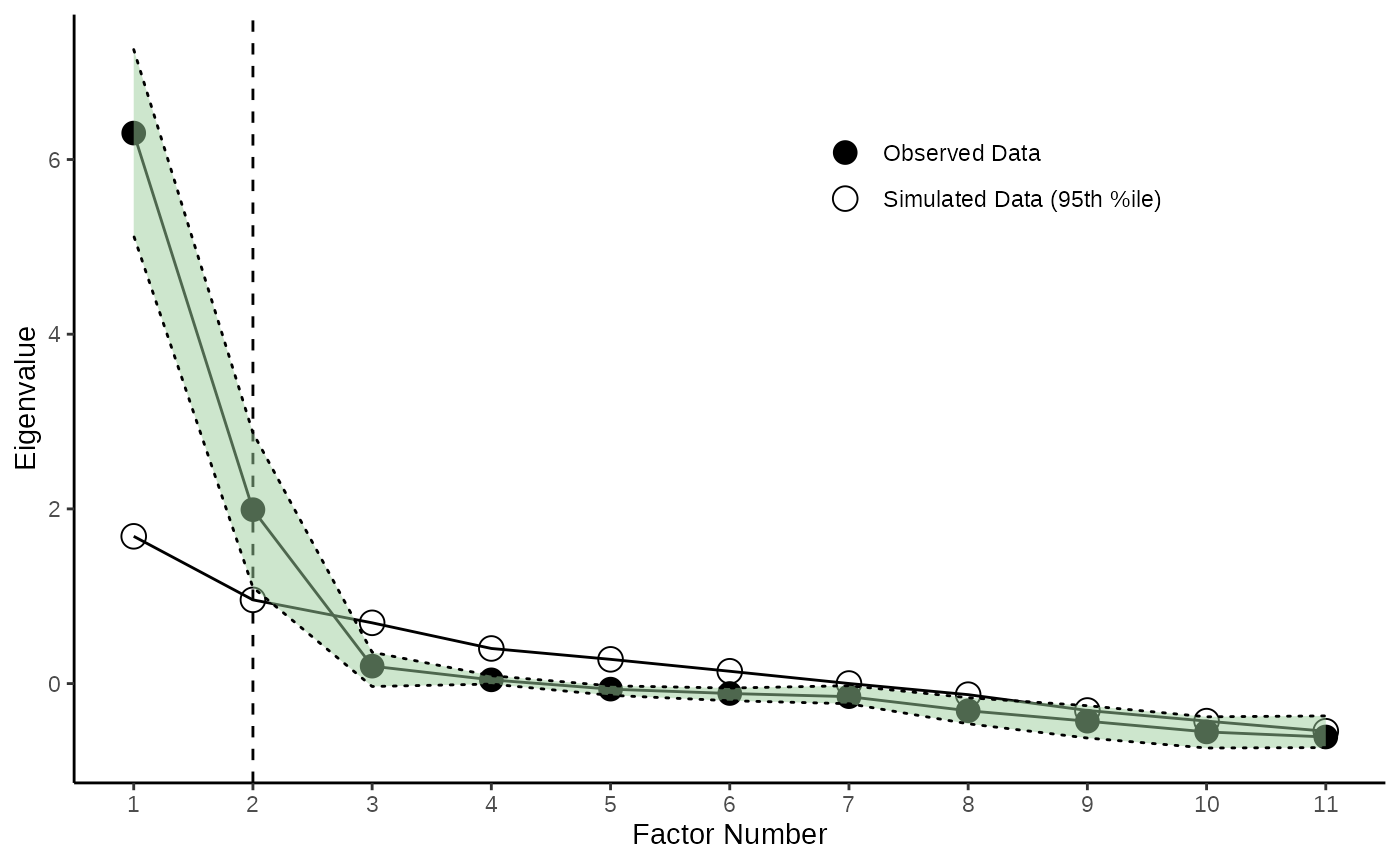 Observed Data
Simulated Data (95th %ile)
Eigenvalue
6
4
2
0
1 2 3 4 5 6 7 8 9 10 11
Factor Number